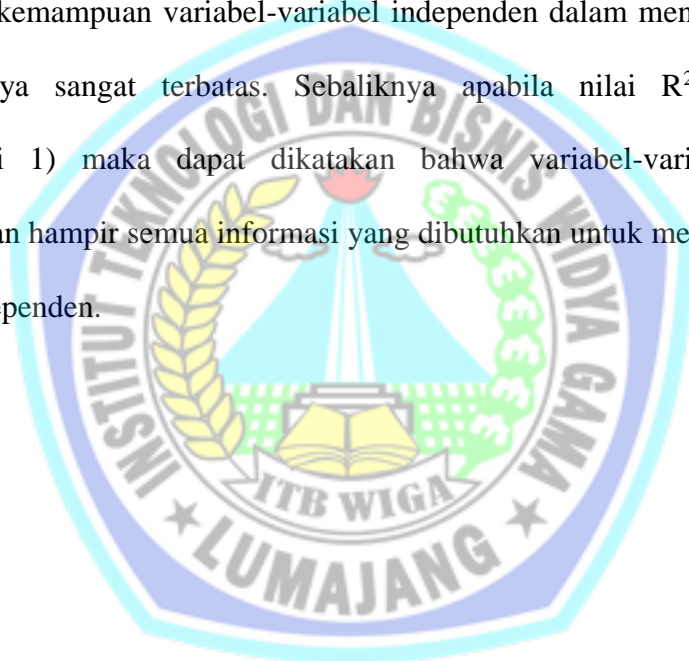 kemampuan variabel-variabel independen dalam men
ya sangat terbatas. Sebaliknya apabila nilai R²
i 1) maka dapat dikatakan bahwa variabel-vari
an hampir semua informasi yang dibutuhkan untuk me
ependen.
INSTITUT TEKNOLOGI DAN BISNIS WIDYA GAMA
ITB WIGA
★ LUMAJANG ★